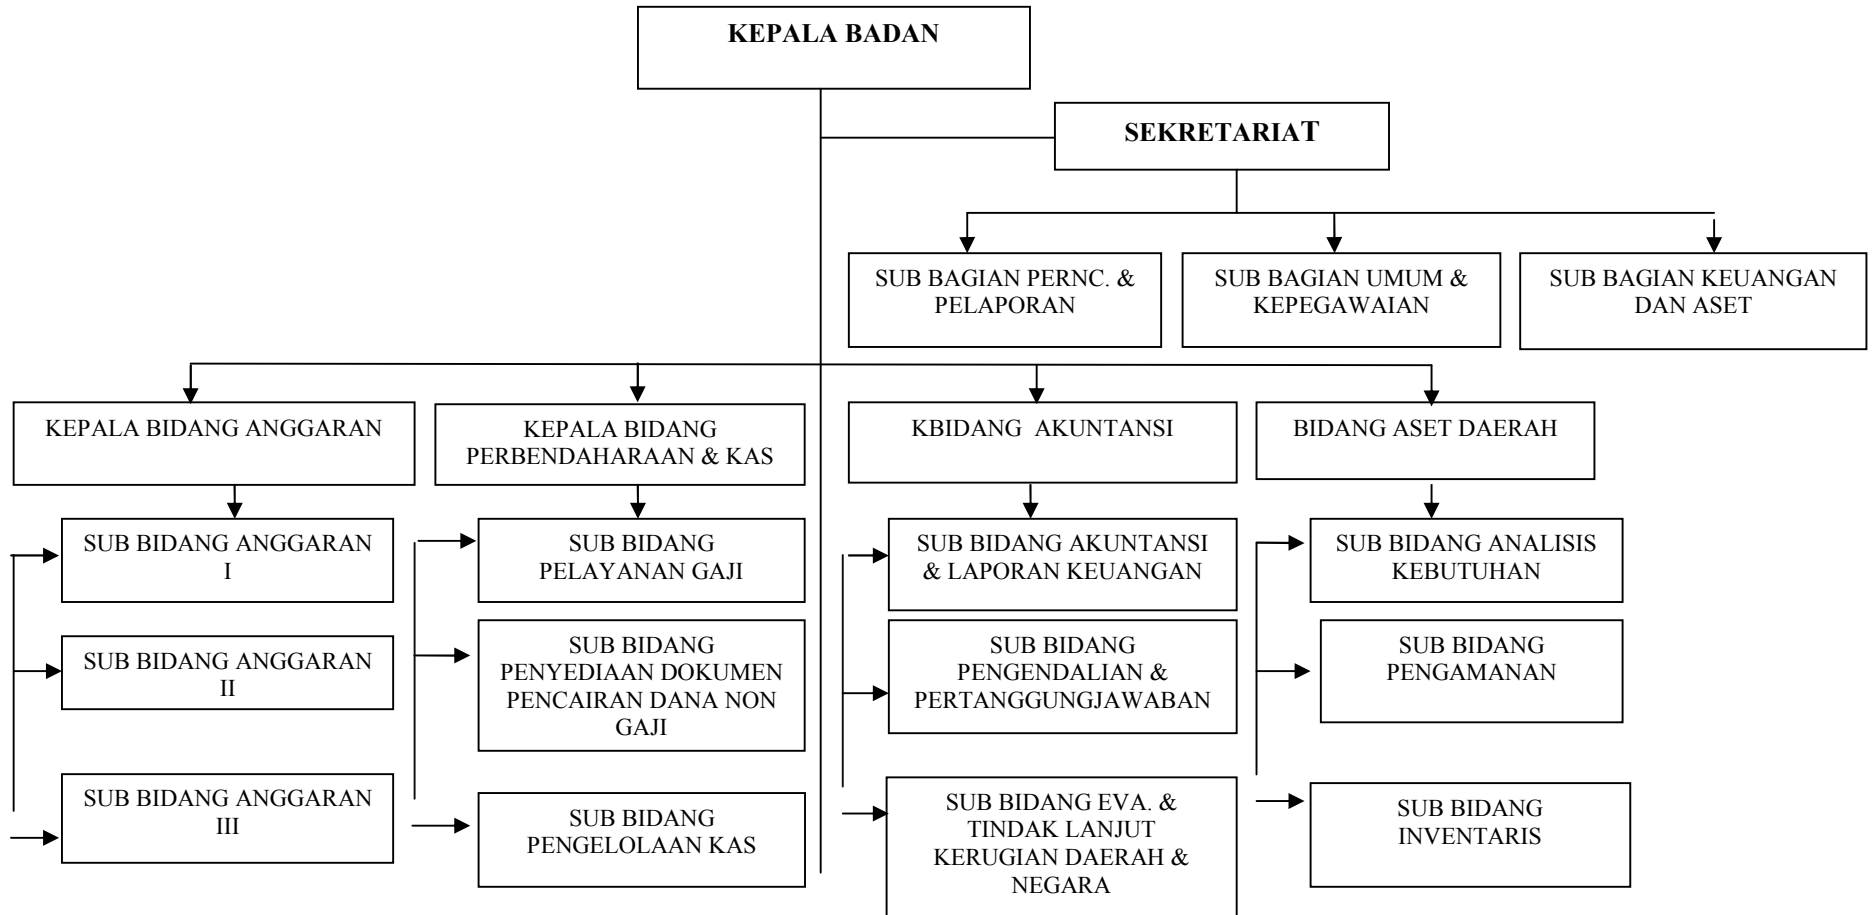 KEPALA BADAN
SEKRETARIAT
SUB BAGIAN PERNC. &
PELAPORAN
SUB BAGIAN UMUM &
KEPEGAWAIAN
SUB BAGIAN KEUANGAN
DAN ASET
KEPALA BIDANG ANGGARAN
KEPALA BIDANG
PERBENDAHARAAN & KAS
KBIDANG  AKUNTANSI
BIDANG ASET DAERAH
SUB BIDANG ANGGARAN
I
SUB BIDANG
PELAYANAN GAJI
SUB BIDANG AKUNTANSI
& LAPORAN KEUANGAN
SUB BIDANG ANALISIS
KEBUTUHAN
SUB BIDANG ANGGARAN
II
SUB BIDANG
PENYEDIAAN DOKUMEN
PENCAIRAN DANA NON
GAJI
SUB BIDANG
PENGENDALIAN &
PERTANGGUNGJAWABAN
SUB BIDANG
PENGAMANAN
SUB BIDANG ANGGARAN
III
SUB BIDANG
PENGELOLAAN KAS
SUB BIDANG EVA. &
TINDAK LANJUT
KERUGIAN DAERAH &
NEGARA
SUB BIDANG
INVENTARIS